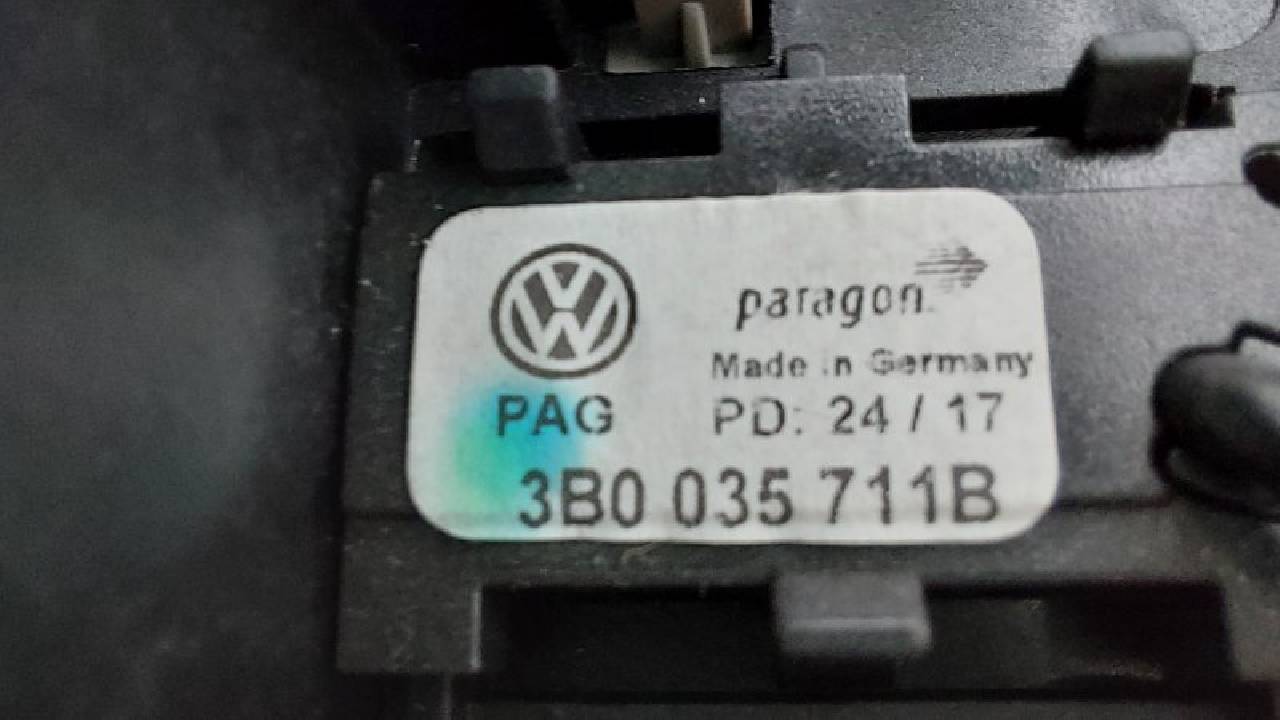 paragon
Made in Germany
PAG PD: 24 / 17
3B0 035 711B